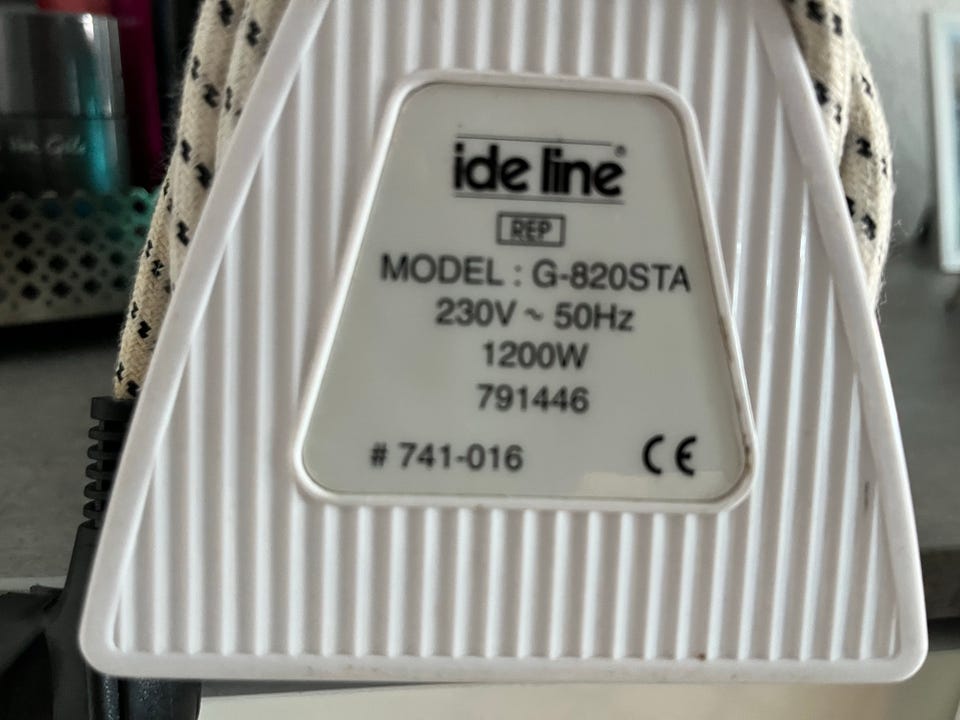 ide line®
REP
MODEL : G-820STA
230V ~ 50Hz
1200W
791446
# 741-016 CE